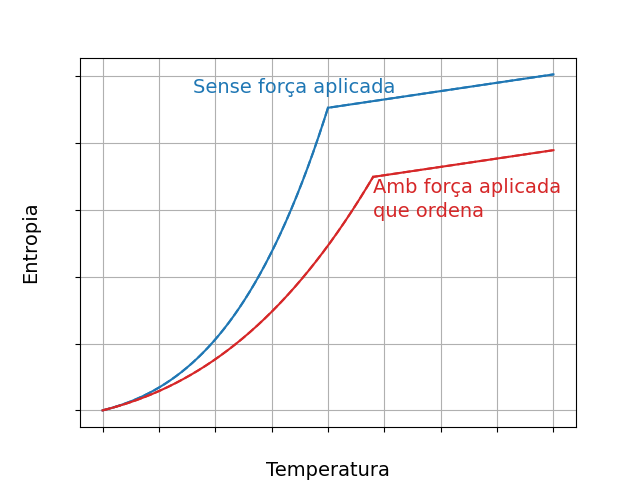 Sense força aplicada
Amb força aplicada
que ordena
Entropia
Temperatura